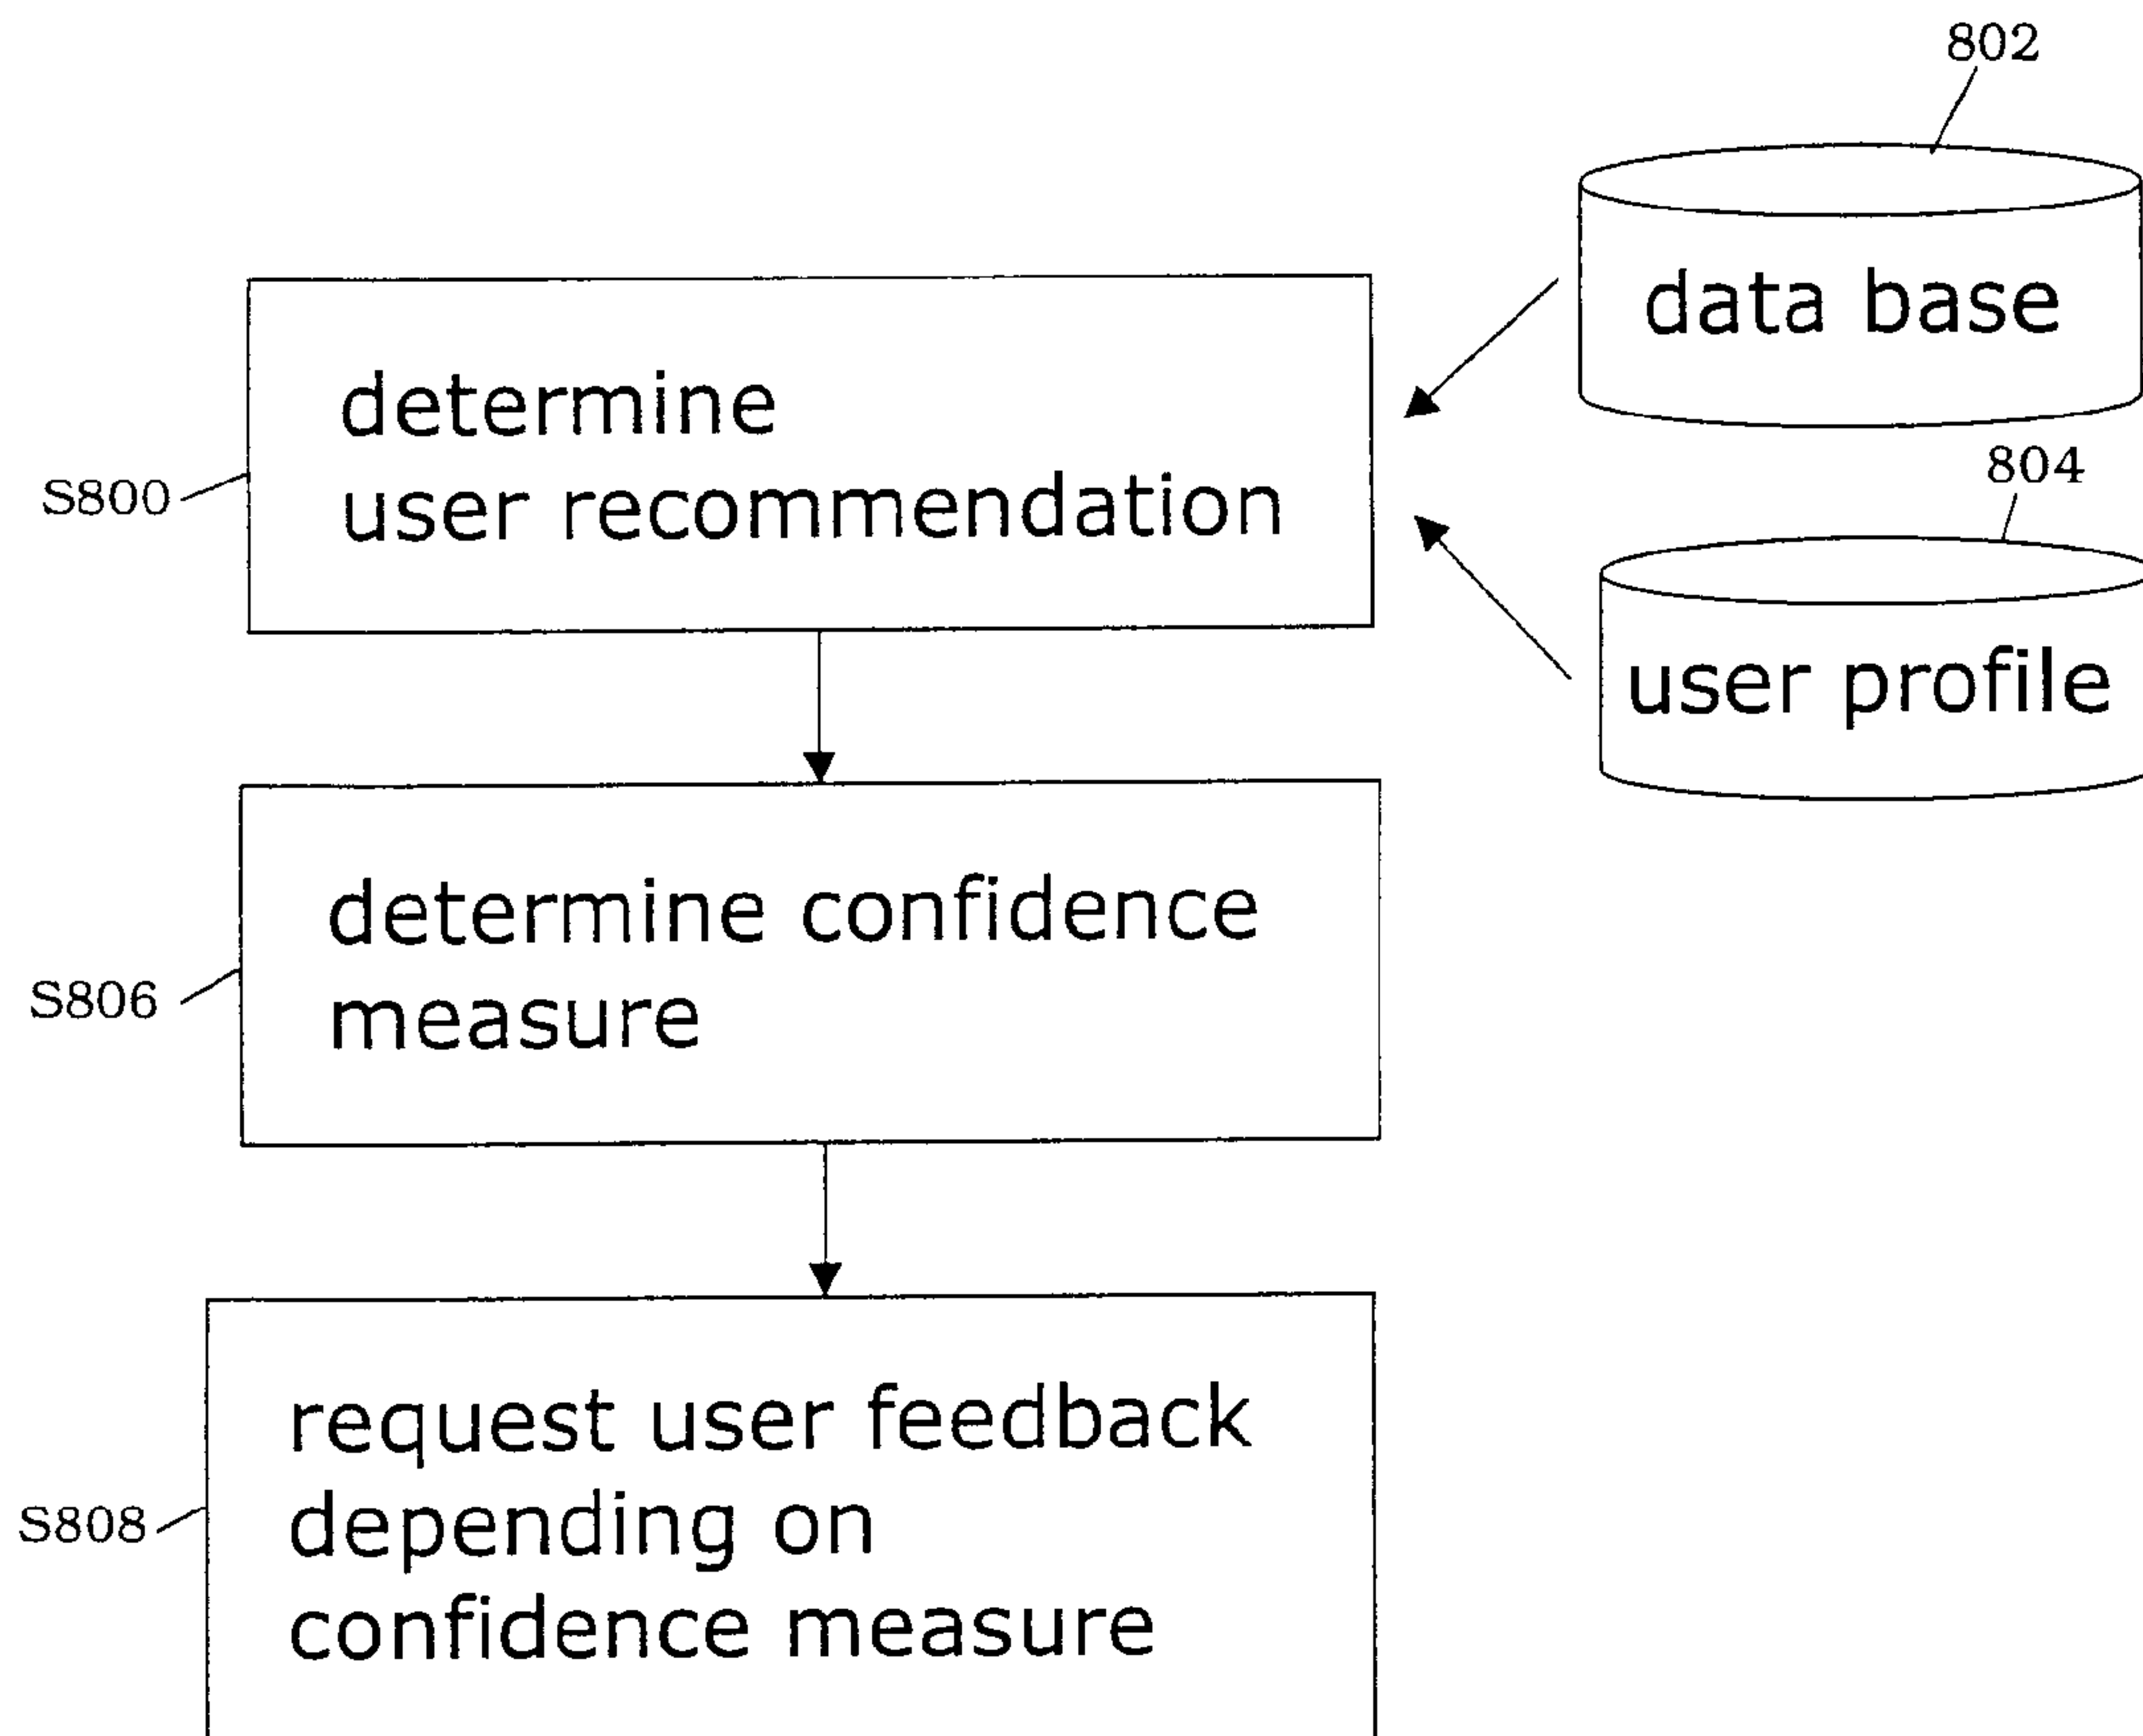 802
data base
determine
user recommendation
S800
804
user profile
determine confidence
measure
S806
request user feedback
depending on
confidence measure
S808